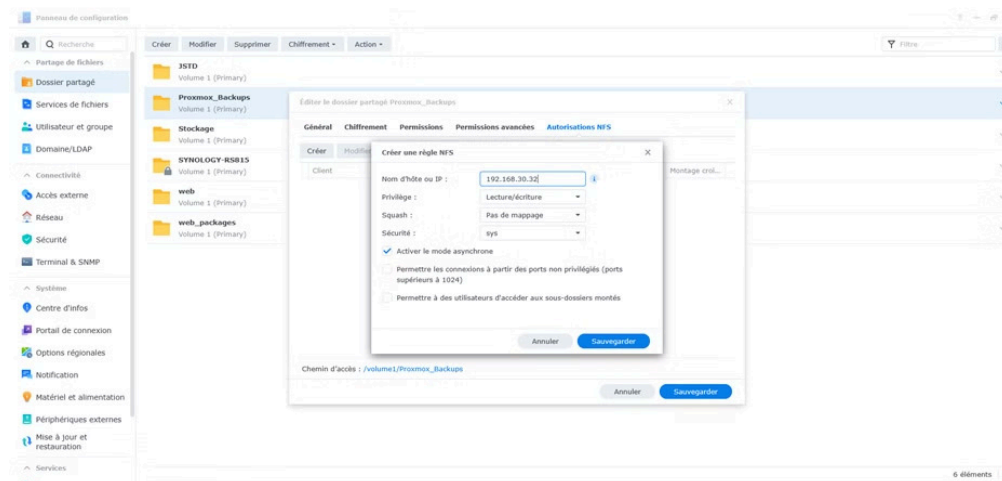 Panneau de configuration
Recherche
Créer Modifier Supprimer Chiffrement Action
Filtre
Partage de fichiers
Dossier partagé
Services de fichiers
Utilisateur et groupe
Domaine/LDAP
Connectivité
Accès externe
Réseau
Sécurité
Terminal & SNMP
Système
Centre d'infos
Portail de connexion
Options régionales
Notification
Matériel et alimentation
Périphériques externes
Mise à jour et
restauration
Services
JSTD
Volume 1 (Primary)
Proxmox_Backups
Volume 1 (Primary)
Stockage
Volume 1 (Primary)
SYNOLOGY-RS815
Volume 1 (Primary)
web
Volume 1 (Primary)
web_packages
Volume 1 (Primary)
Éditer le dossier partagé Proxmox_Backups
Général Chiffrement Permissions Permissions avancées Autorisations NFS
Créer
Client
Montage croi...
Créer une règle NFS
Nom d'hôte ou IP : 192.168.30.32
Privilège : Lecture/écriture
Squash : Pas de mappage
Sécurité : sys
Activer le mode asynchrone
Permettre les connexions à partir des ports non privilégiés (ports
supérieurs à 1024)
Permettre à des utilisateurs d'accéder aux sous-dossiers montés
Annuler Sauvegarder
Chemin d'accès : /volume1/Proxmox_Backups
Annuler Sauvegarder
6 éléments